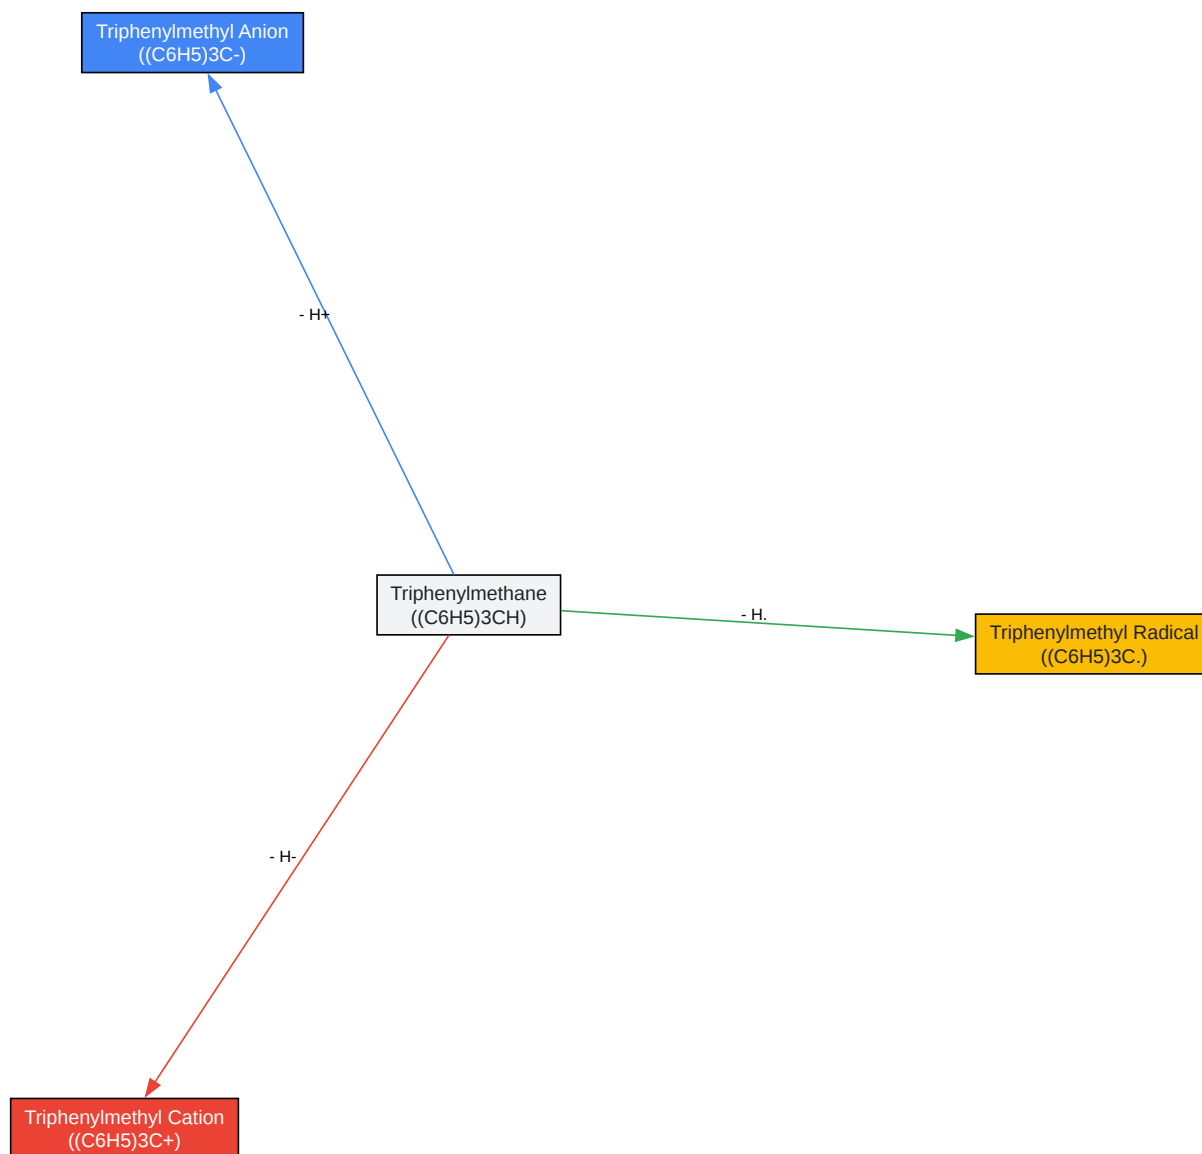 Triphenylmethyl Anion
((C6H5)3C-)
- H+
Triphenylmethane
((C6H5)3CH)
- H.
Triphenylmethyl Radical
((C6H5)3C.)
- H-
Triphenylmethyl Cation
((C6H5)3C+)